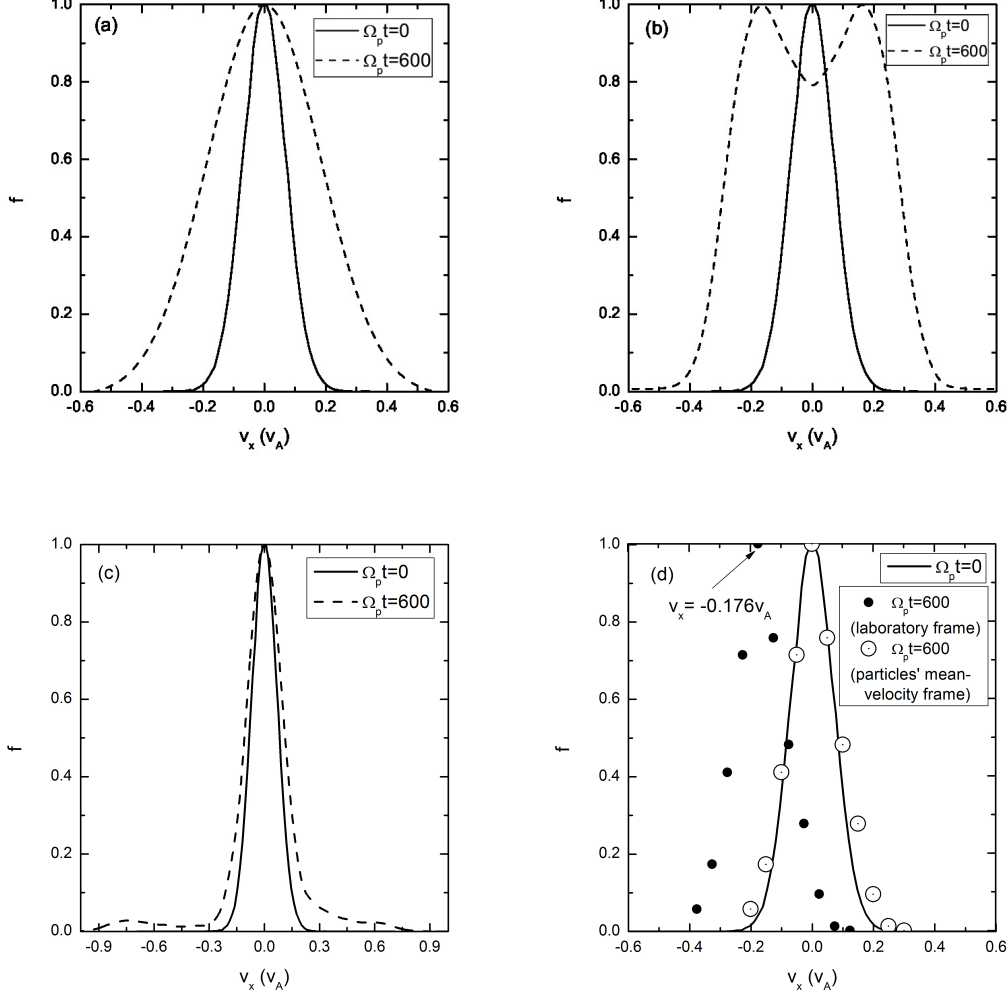 (a)
Ωpt=0
Ωpt=600
1.0
0.8
0.6
0.4
0.2
0.0
f
-0.6 -0.4 -0.2 0.0 0.2 0.4 0.6
vx (vA)
(b)
Ωpt=0
Ωpt=600
1.0
0.8
0.6
0.4
0.2
0.0
f
-0.6 -0.4 -0.2 0.0 0.2 0.4 0.6
vx (vA)
(c)
Ωpt=0
Ωpt=600
1.0
0.8
0.6
0.4
0.2
0.0
f
-0.9 -0.6 -0.3 0.0 0.3 0.6 0.9
vx (vA)
(d)
Ωpt=0
Ωpt=600
(laboratory frame)
Ωpt=600
(particles' mean-
velocity frame)
vx= -0.176vA
1.0
0.8
0.6
0.4
0.2
0.0
f
-0.6 -0.4 -0.2 0.0 0.2 0.4 0.6
vx (vA)